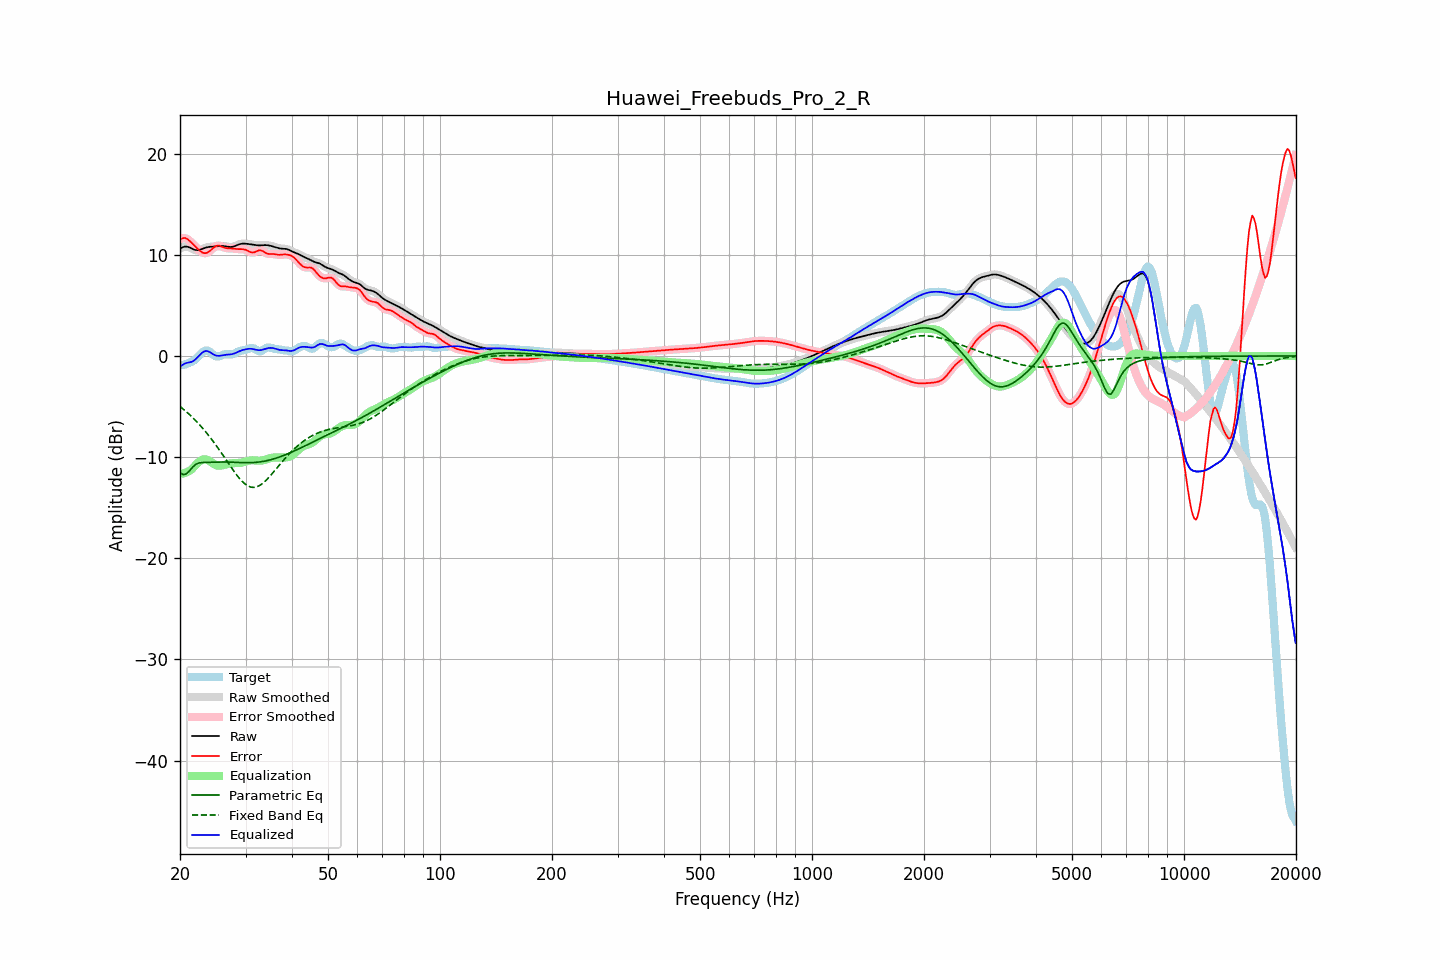 Huawei_Freebuds_Pro_2_R
20
10
0
−10
−20
−30
−40
Amplitude (dBr)
Target
Raw Smoothed
Error Smoothed
Raw
Error
Equalization
Parametric Eq
Fixed Band Eq
Equalized
20 50 100 200 500 1000 2000 5000 10000 20000
Frequency (Hz)